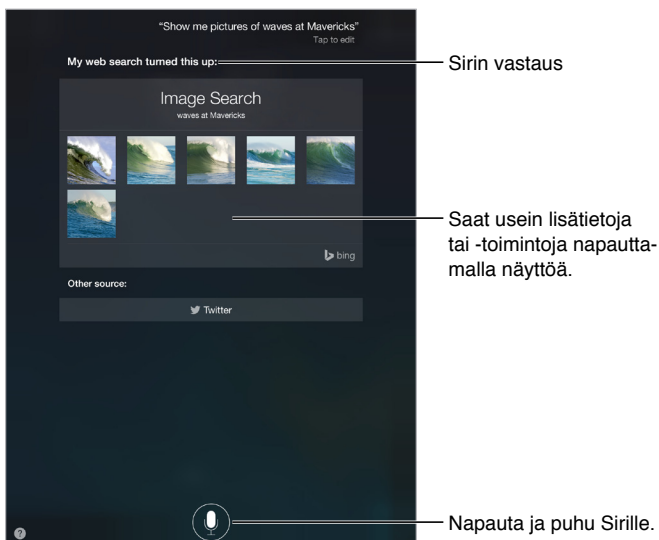 “Show me pictures of waves at Mavericks”
Tap to edit
My web search turned this up:
Sirin vastaus
Image Search
waves at Mavericks
Saat usein lisätietoja
tai -toimintoja napautta-
malla näyttöä.
bing
Other source:
Twitter
Napauta ja puhu Sirille.
?